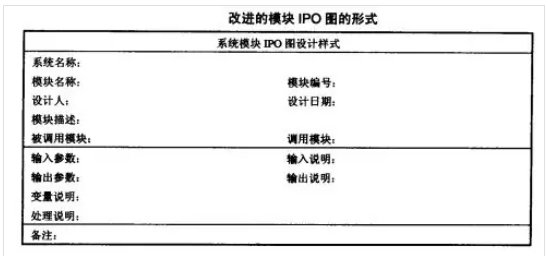 改进的模块 IPO 图的形式
系统模块 IPO 图设计样式
系统名称：
模块名称： 模块编号：
设计人： 设计日期：
模块描述：
被调用模块： 调用模块：
输入参数： 输入说明：
输出参数： 输出说明：
变量说明：
处理说明：
备注：